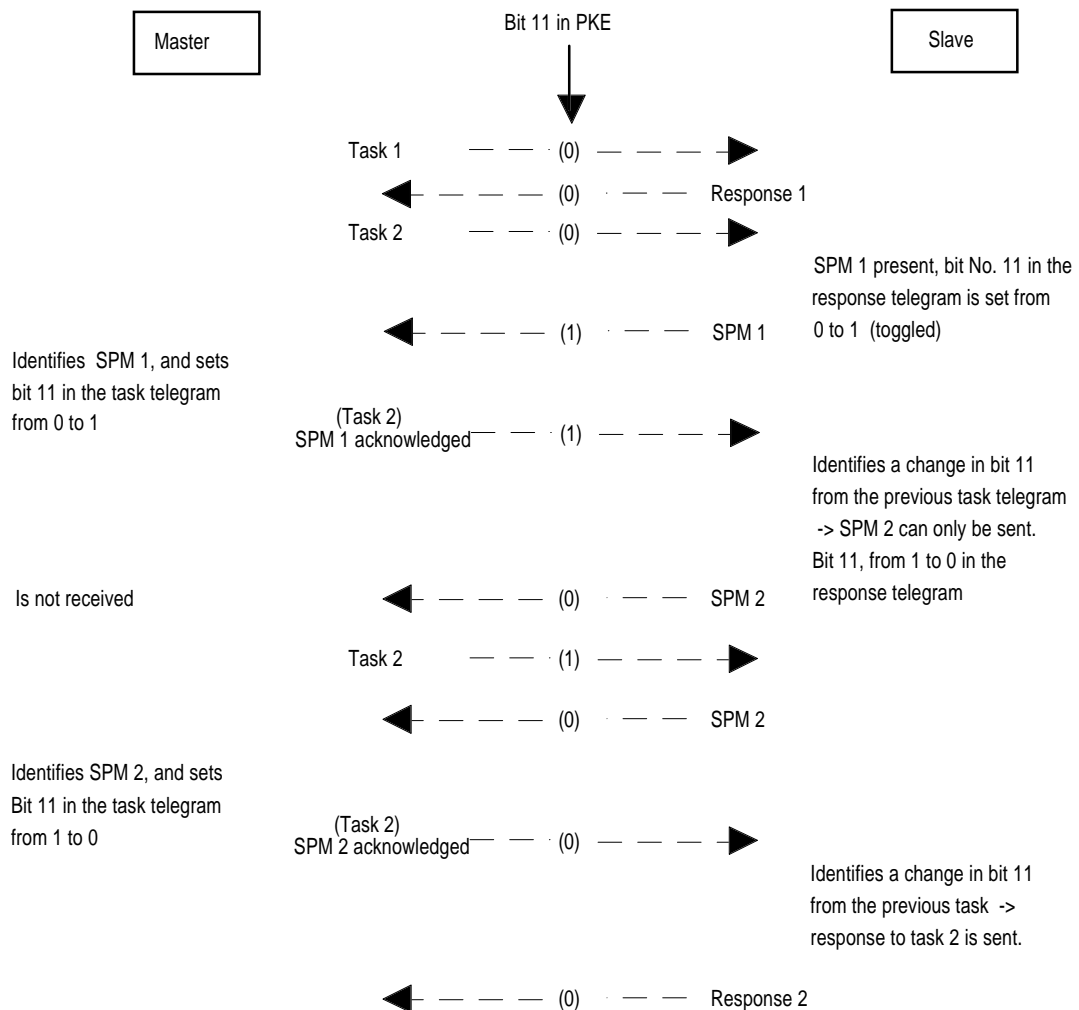 Bit 11 in PKE
Master
Slave
Task 1
(0)
(0)
Response 1
Task 2
(0)
SPM 1 present, bit No. 11 in the
response telegram is set from
0 to 1 (toggled)
(1)
SPM 1
Identifies SPM 1, and sets
bit 11 in the task telegram
from 0 to 1
(Task 2)
SPM 1 acknowledged
(1)
Identifies a change in bit 11
from the previous task telegram
-> SPM 2 can only be sent.
Bit 11, from 1 to 0 in the
response telegram
Is not received
(0)
SPM 2
Task 2
(1)
(0)
SPM 2
Identifies SPM 2, and sets
Bit 11 in the task telegram
from 1 to 0
(Task 2)
SPM 2 acknowledged
(0)
Identifies a change in bit 11
from the previous task ->
response to task 2 is sent.
(0)
Response 2